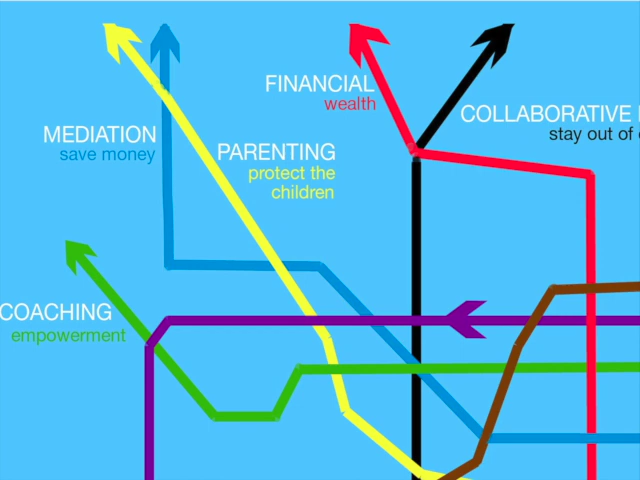 FINANCIAL
wealth
COLLABORATIVE
stay out of
MEDIATION
save money
PARENTING
protect the
children
COACHING
empowerment